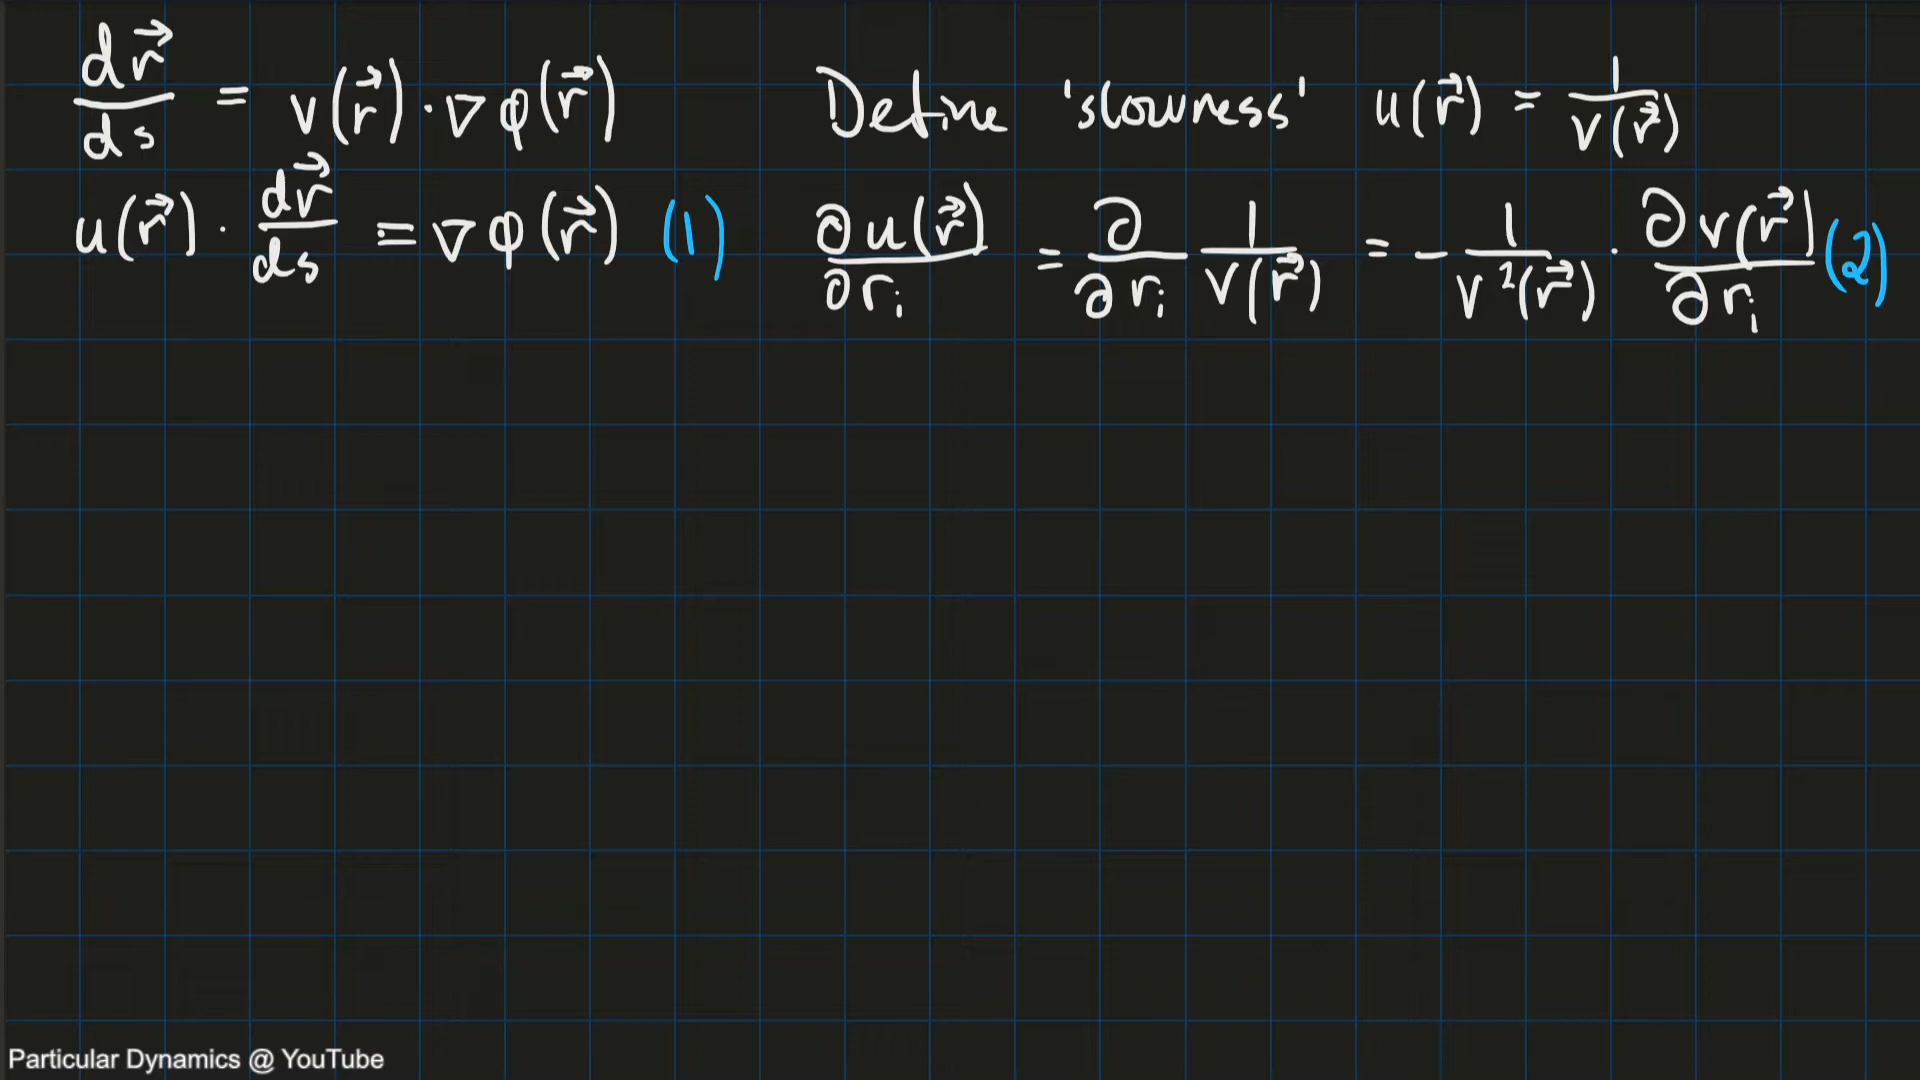 dr⃗/ds = v(r⃗)·∇φ(r⃗)
Define 'slowness' u(r⃗) = 1/v(r⃗)
u(r⃗) · dr⃗/ds = ∇φ(r⃗) (1)
∂u(r⃗)/∂rᵢ = ∂/∂rᵢ 1/v(r⃗) = - 1/v²(r⃗) · ∂v(r⃗)/∂rᵢ (2)
Particular Dynamics @ YouTube